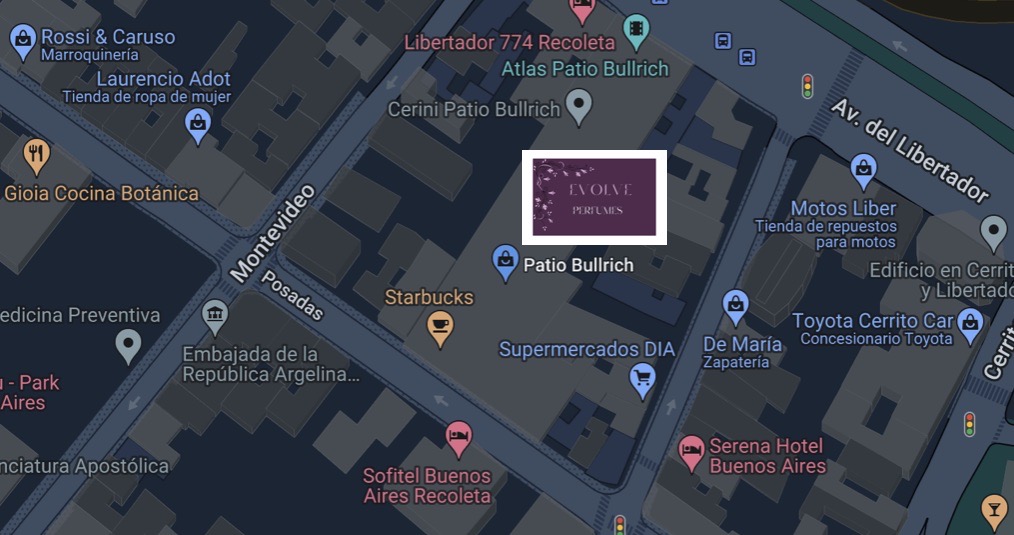 Rossi & Caruso
Marroquinería
Libertador 774 Recoleta
Laurencio Adot
Tienda de ropa de mujer
Atlas Patio Bullrich
Cerini Patio Bullrich
Av. del Libertador
Gioia Cocina Botánica
EVOLVE
PERFUMES
Montevideo
Motos Liber
Tienda de repuestos
para motos
Patio Bullrich
Edificio en Cerrit
y Libertado
Posadas
Starbucks
edicina Preventiva
Embajada de la
República Argelina...
Supermercados DIA
De María
Zapatería
Toyota Cerrito Car
Concesionario Toyota
Cerrit
u - Park
Aires
Sofitel Buenos
Aires Recoleta
Serena Hotel
Buenos Aires
nciatura Apostólica